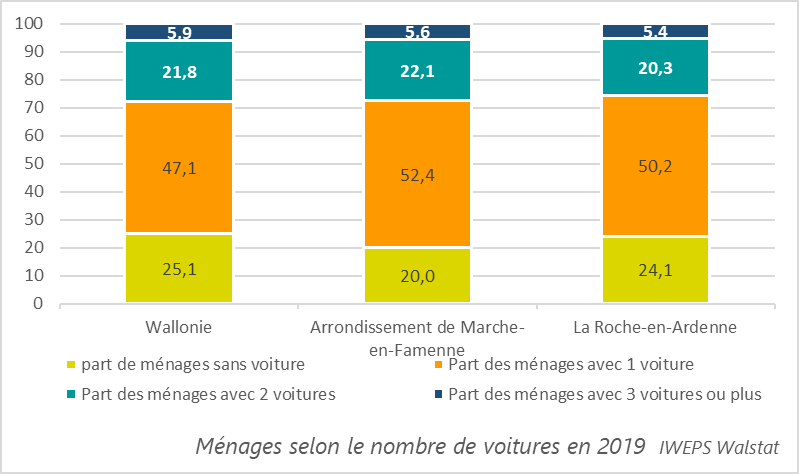 100
90
80
70
60
50
40
30
20
10
0
5,9
5,6
5,4
21,8
22,1
20,3
47,1
52,4
50,2
25,1
20,0
24,1
Wallonie
Arrondissement de Marche-
en-Famenne
La Roche-en-Ardenne
part de ménages sans voiture
Part des ménages avec 1 voiture
Part des ménages avec 2 voitures
Part des ménages avec 3 voitures ou plus
Ménages selon le nombre de voitures en 2019 IWEPS Walstat